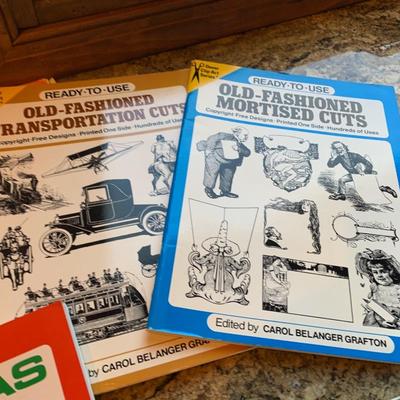 READY·TO·USE
OLD-FASHIONED
TRANSPORTATION CUTS
Copyright-Free Designs · Printed One Side · Hundreds of Uses
Edited by CAROL BELANGER GRAFTON
Dover
Clip-Art
Series
READY·TO·USE
OLD-FASHIONED
MORTISED CUTS
Copyright-Free Designs · Printed One Side · Hundreds of Uses
Edited by CAROL BELANGER GRAFTON
AS